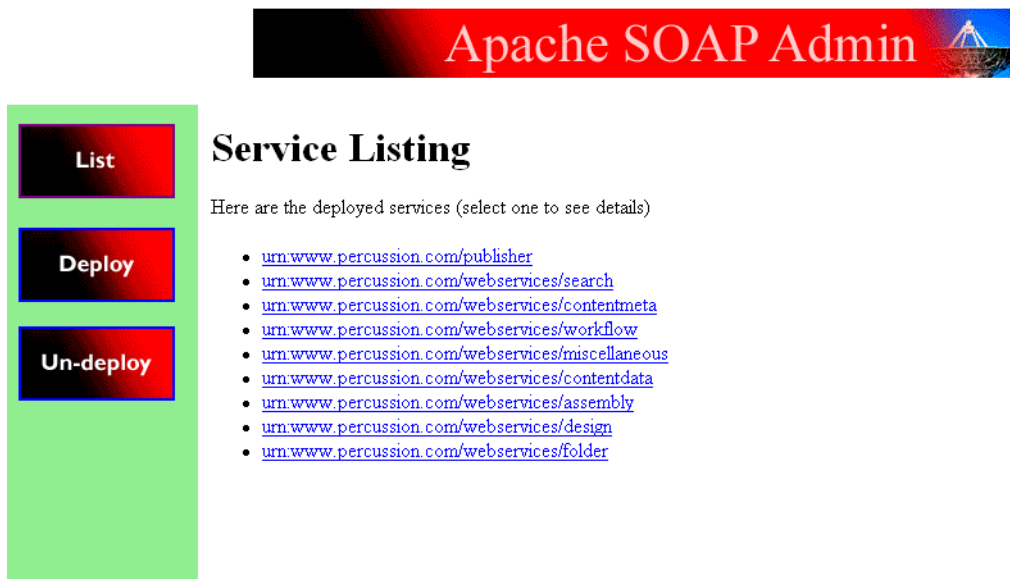 Apache SOAP Admin
List
Deploy
Un-deploy
Service Listing
Here are the deployed services (select one to see details)
urn:www.percussion.com/publisher
urn:www.percussion.com/webservices/search
urn:www.percussion.com/webservices/contentmeta
urn:www.percussion.com/webservices/workflow
urn:www.percussion.com/webservices/miscellaneous
urn:www.percussion.com/webservices/contentdata
urn:www.percussion.com/webservices/assembly
urn:www.percussion.com/webservices/design
urn:www.percussion.com/webservices/folder